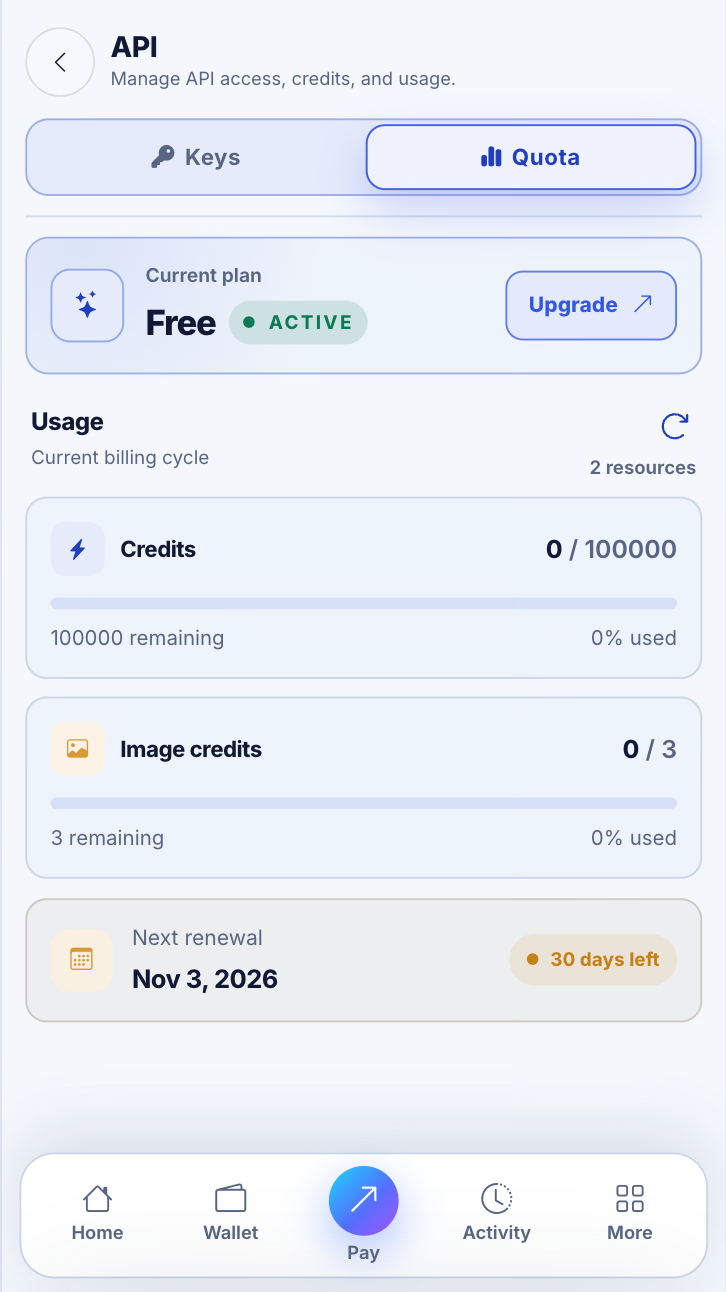 API
Manage API access, credits, and usage.
Keys
Quota
Current plan
Free
ACTIVE
Upgrade
Usage
Current billing cycle
2 resources
Credits
0 / 100000
100000 remaining
0% used
Image credits
0 / 3
3 remaining
0% used
Next renewal
Nov 3, 2026
30 days left
Home
Wallet
Pay
Activity
More